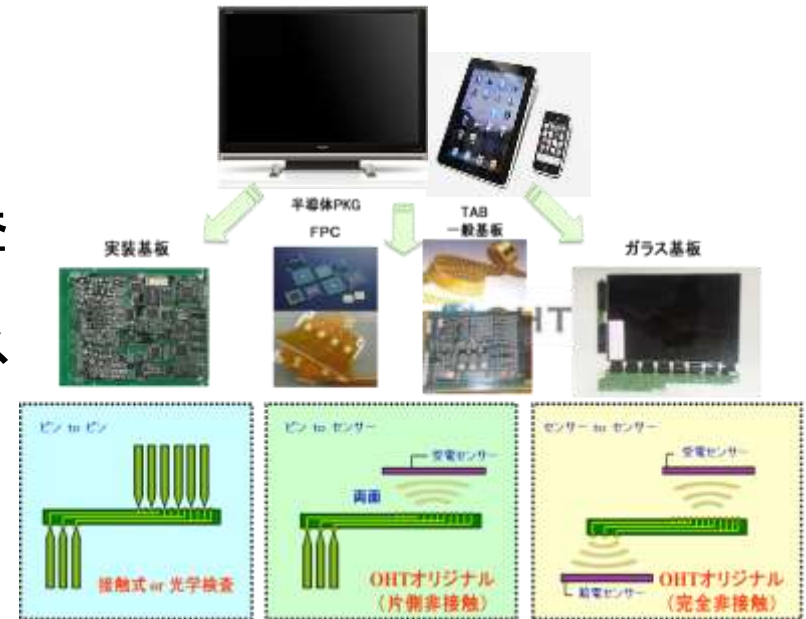 半導体PKG
FPC
TAB
一般基板
実装基板
ガラス基板
OHT
ピン to ピン
接触式 or 光学検査
ピン to センサー
受電センサー
両面
OHTオリジナル
（片側非接触）
センサー to センサー
受電センサー
給電センサー
OHTオリジナル
（完全非接触）